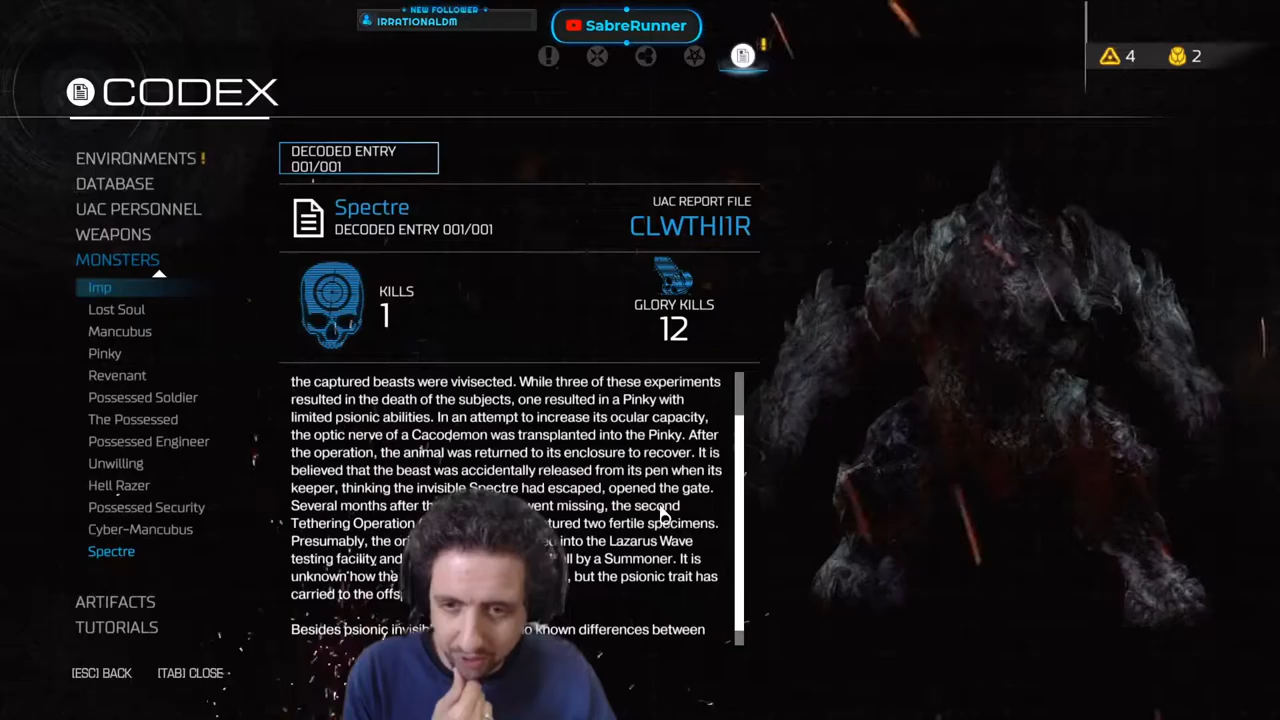 NEW FOLLOWER
IRRATIONALDM
SabreRunner
!
4
2
CODEX
ENVIRONMENTS !
DATABASE
UAC PERSONNEL
WEAPONS
MONSTERS
Imp
Lost Soul
Mancubus
Pinky
Revenant
Possessed Soldier
The Possessed
Possessed Engineer
Unwilling
Hell Razer
Possessed Security
Cyber-Mancubus
Spectre
ARTIFACTS
TUTORIALS
[ESC] BACK
[TAB] CLOSE
DECODED ENTRY
001/001
Spectre
DECODED ENTRY 001/001
UAC REPORT FILE
CLWTHI1R
KILLS
1
GLORY KILLS
12
the captured beasts were vivisected. While three of these experiments
resulted in the death of the subjects, one resulted in a Pinky with
limited psionic abilities. In an attempt to increase its ocular capacity,
the optic nerve of a Cacodemon was transplanted into the Pinky. After
the operation, the animal was returned to its enclosure to recover. It is
believed that the beast was accidentally released from its pen when its
keeper, thinking the invisible Spectre had escaped, opened the gate.
Several months after went missing, the second
Tethering Operation two fertile specimens.
Presumably, the into the Lazarus Wave
testing facility and by a Summoner. It is
unknown how the , but the psionic trait has
carried to the
Besides psionic known differences between